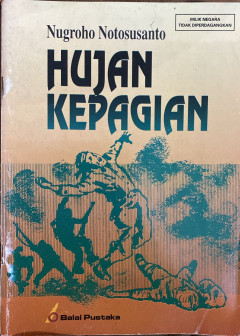 Nugroho Notosusanto
MILIK NEGARA
TIDAK DIPERDAGANGKAN
HUJAN
KEPAGIAN
Balai Pustaka